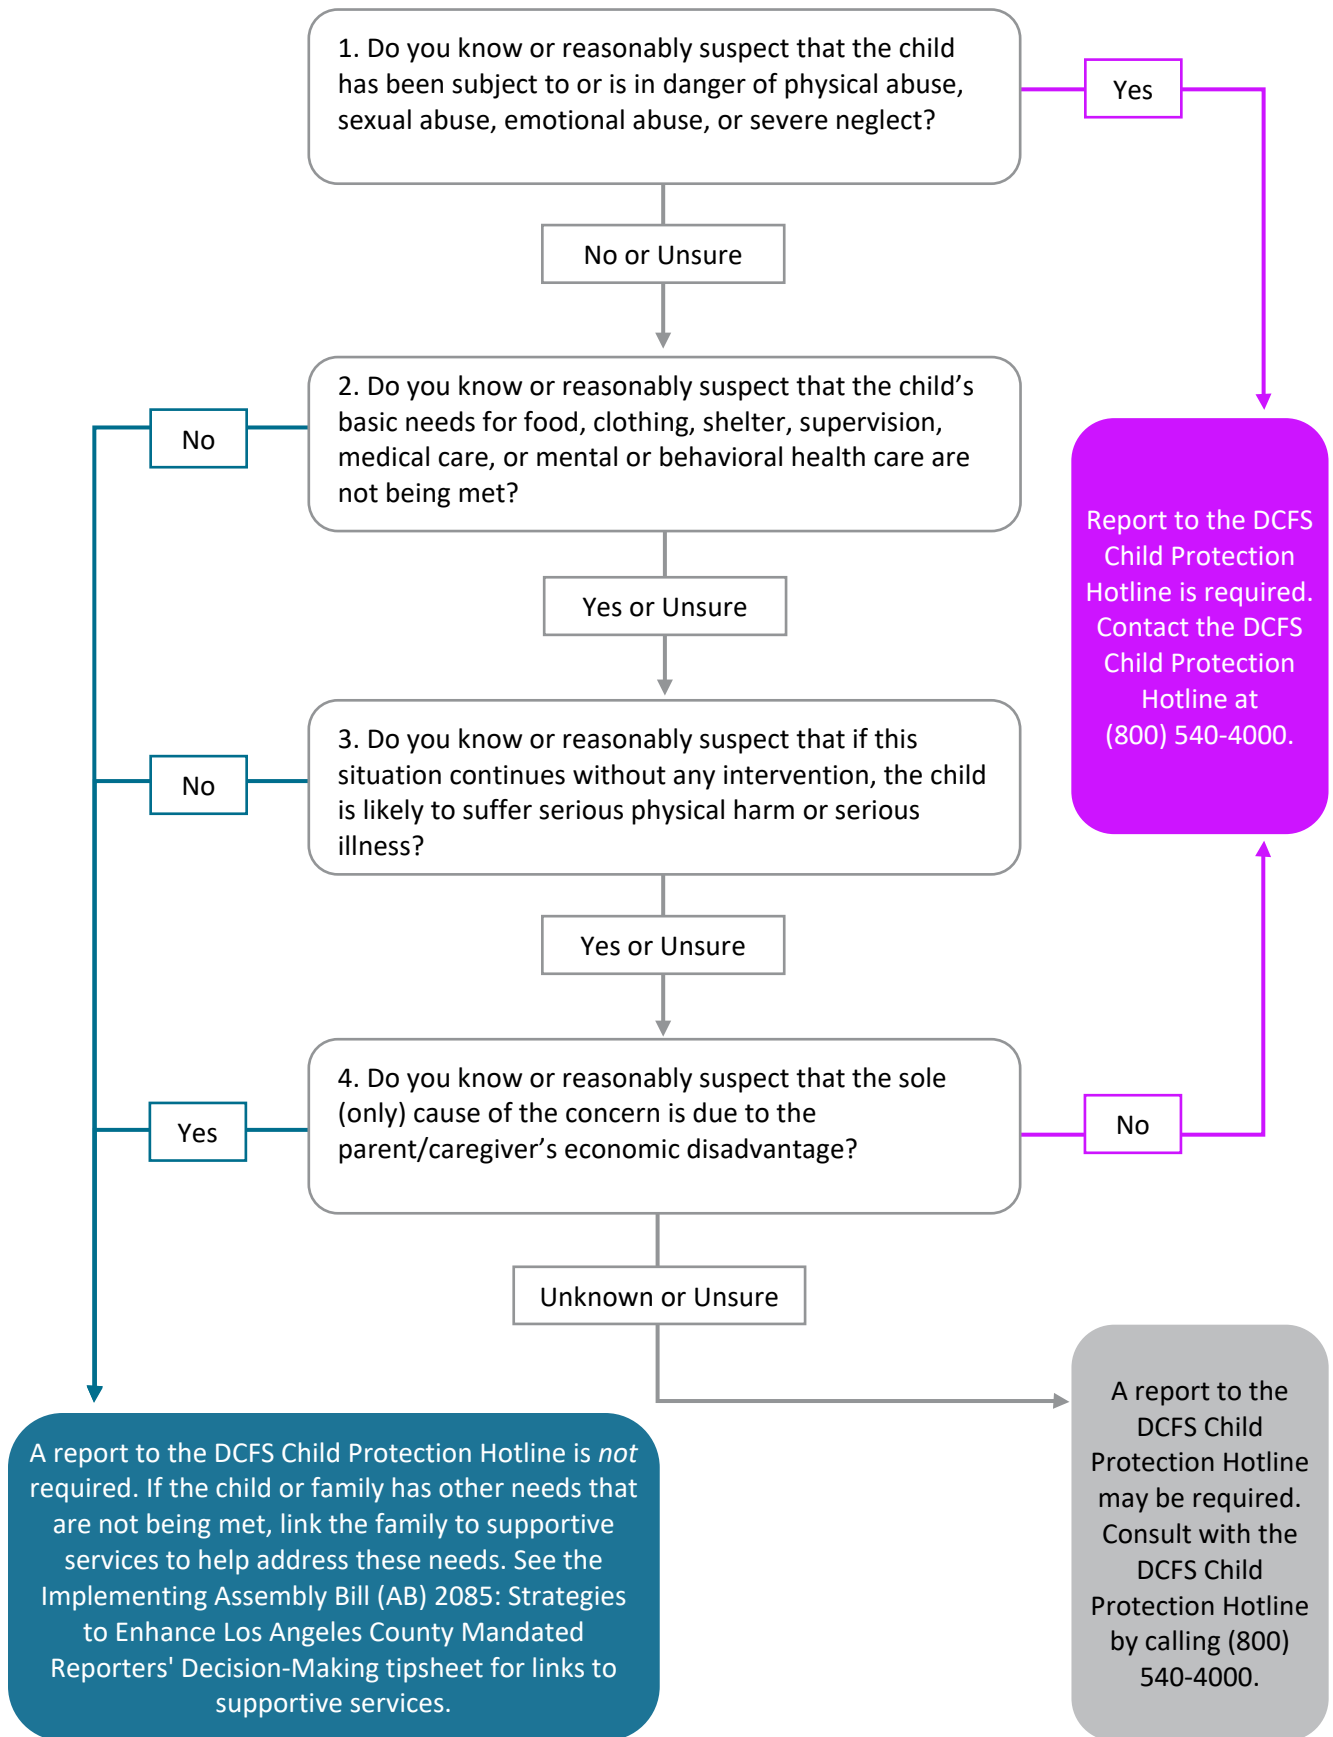 1. Do you know or reasonably suspect that the child
has been subject to or is in danger of physical abuse,
sexual abuse, emotional abuse, or severe neglect?
Yes
No or Unsure
2. Do you know or reasonably suspect that the child’s
basic needs for food, clothing, shelter, supervision,
medical care, or mental or behavioral health care are
not being met?
No
Report to the DCFS
Child Protection
Hotline is required.
Contact the DCFS
Child Protection
Hotline at
(800) 540-4000.
Yes or Unsure
3. Do you know or reasonably suspect that if this
situation continues without any intervention, the child
is likely to suffer serious physical harm or serious
illness?
No
Yes or Unsure
4. Do you know or reasonably suspect that the sole
(only) cause of the concern is due to the
parent/caregiver’s economic disadvantage?
Yes
No
Unknown or Unsure
A report to the DCFS Child Protection Hotline is not
required. If the child or family has other needs that
are not being met, link the family to supportive
services to help address these needs. See the
Implementing Assembly Bill (AB) 2085: Strategies
to Enhance Los Angeles County Mandated
Reporters' Decision-Making tipsheet for links to
supportive services.
A report to the
DCFS Child
Protection Hotline
may be required.
Consult with the
DCFS Child
Protection Hotline
by calling (800)
540-4000.